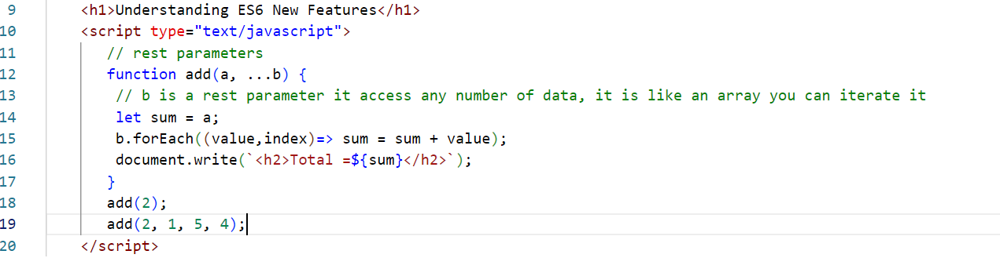 9 <h1>Understanding ES6 New Features</h1>
10 <script type="text/javascript">
11 // rest parameters
12 function add(a, ...b) {
13 // b is a rest parameter it access any number of data, it is like an array you can iterate it
14 let sum = a;
15 b.forEach((value,index)=> sum = sum + value);
16 document.write(`<h2>Total =${sum}</h2>`);
17 }
18 add(2);
19 add(2, 1, 5, 4);
20 </script>